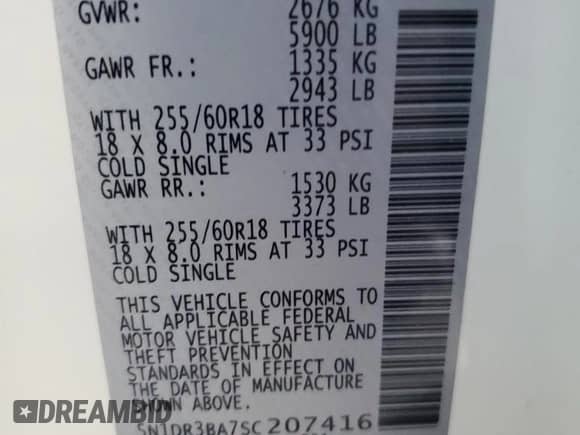 GVWR: 2676 KG
5900 LB
GAWR FR.: 1335 KG
2943 LB
WITH 255/60R18 TIRES
18 X 8.0 RIMS AT 33 PSI
COLD SINGLE
GAWR RR.: 1530 KG
3373 LB
WITH 255/60R18 TIRES
18 X 8.0 RIMS AT 33 PSI
COLD SINGLE
THIS VEHICLE CONFORMS TO
ALL APPLICABLE FEDERAL
MOTOR VEHICLE SAFETY AND
THEFT PREVENTION
STANDARDS IN EFFECT ON
THE DATE OF MANUFACTURE
SHOWN ABOVE.
5N1DR3BA7SC207416
DREAMBID